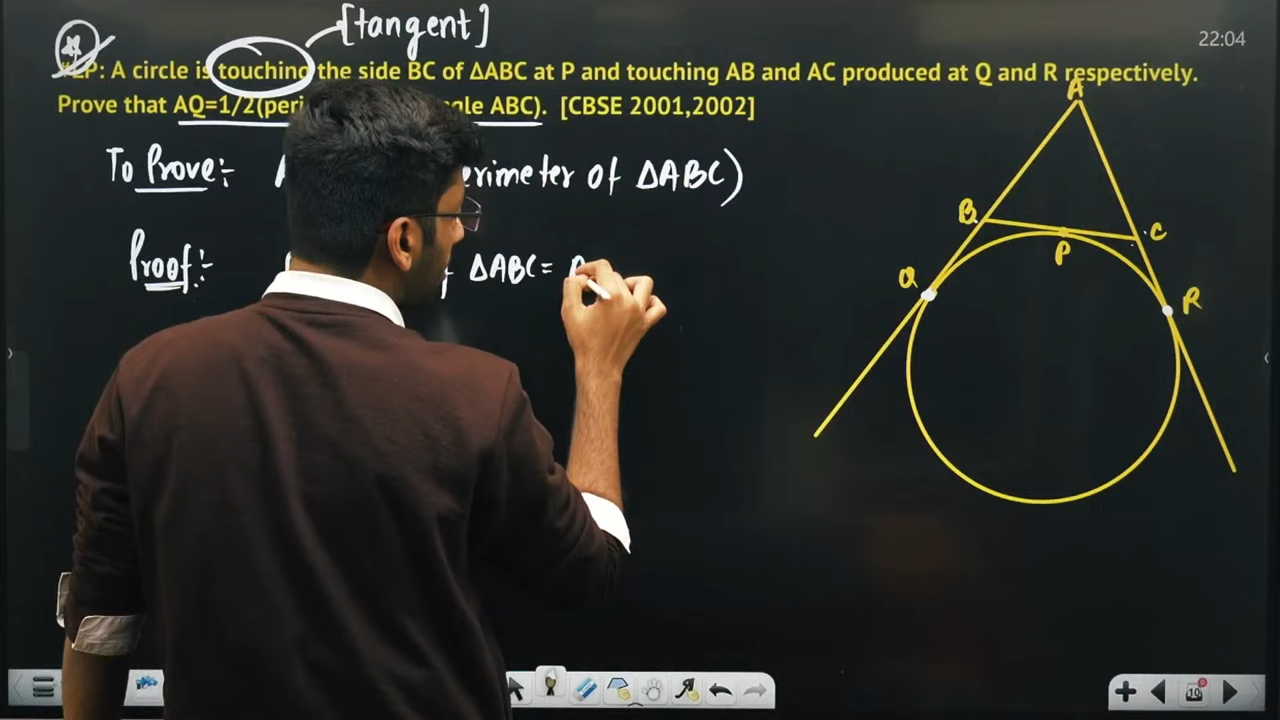 [tangent]
22:04
: A circle is touching the side BC of ΔABC at P and touching AB and AC produced at Q and R respectively.
Prove that AQ=1/2(peri gle ABC). [CBSE 2001,2002]
To Prove:- erimeter of ΔABC)
Proof:- ΔABC =
A
B
C
P
Q
R